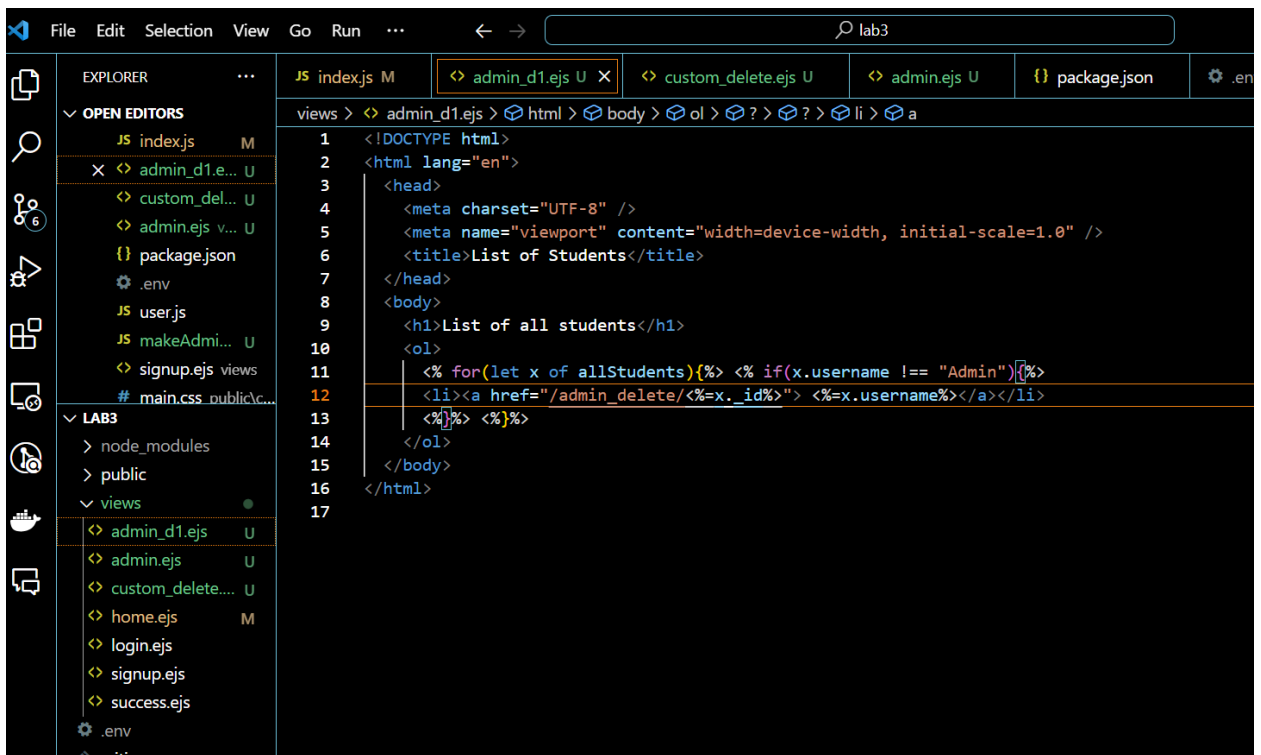 File Edit Selection View Go Run ··· ← → lab3
EXPLORER ···
JS index.js M <> admin_d1.ejs U × <> custom_delete.ejs U <> admin.ejs U {} package.json .en
OPEN EDITORS
JS index.js M
× <> admin_d1.e... U
<> custom_del... U
<> admin.ejs v... U
{} package.json
.env
JS user.js
JS makeAdmi... U
<> signup.ejs views
# main.css public\c...
LAB3
> node_modules
> public
views
<> admin_d1.ejs U
<> admin.ejs U
<> custom_delete.... U
<> home.ejs M
<> login.ejs
<> signup.ejs
<> success.ejs
.env
6
views > <> admin_d1.ejs > html > body > ol > ? > ? > li > a
1 <!DOCTYPE html>
2 <html lang="en">
3 <head>
4 <meta charset="UTF-8" />
5 <meta name="viewport" content="width=device-width, initial-scale=1.0" />
6 <title>List of Students</title>
7 </head>
8 <body>
9 <h1>List of all students</h1>
10 <ol>
11 <% for(let x of allStudents){%> <% if(x.username !== "Admin"){%>
12 <li><a href="/admin_delete/<%=x._id%>"> <%=x.username%></a></li>
13 <%}%> <%}%>
14 </ol>
15 </body>
16 </html>
17